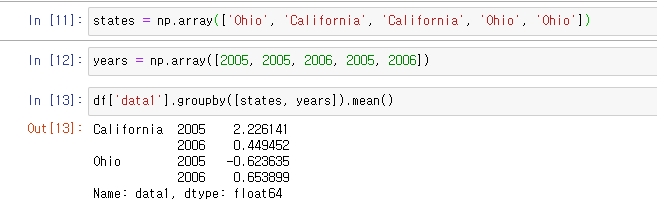 In [11]: states = np.array(['Ohio', 'California', 'California', 'Ohio', 'Ohio'])
In [12]: years = np.array([2005, 2005, 2006, 2005, 2006])
In [13]: df['data1'].groupby([states, years]).mean()
Out[13]: California  2005    2.226141
2006    0.449452
Ohio        2005   -0.623635
2006    0.653899
Name: data1, dtype: float64